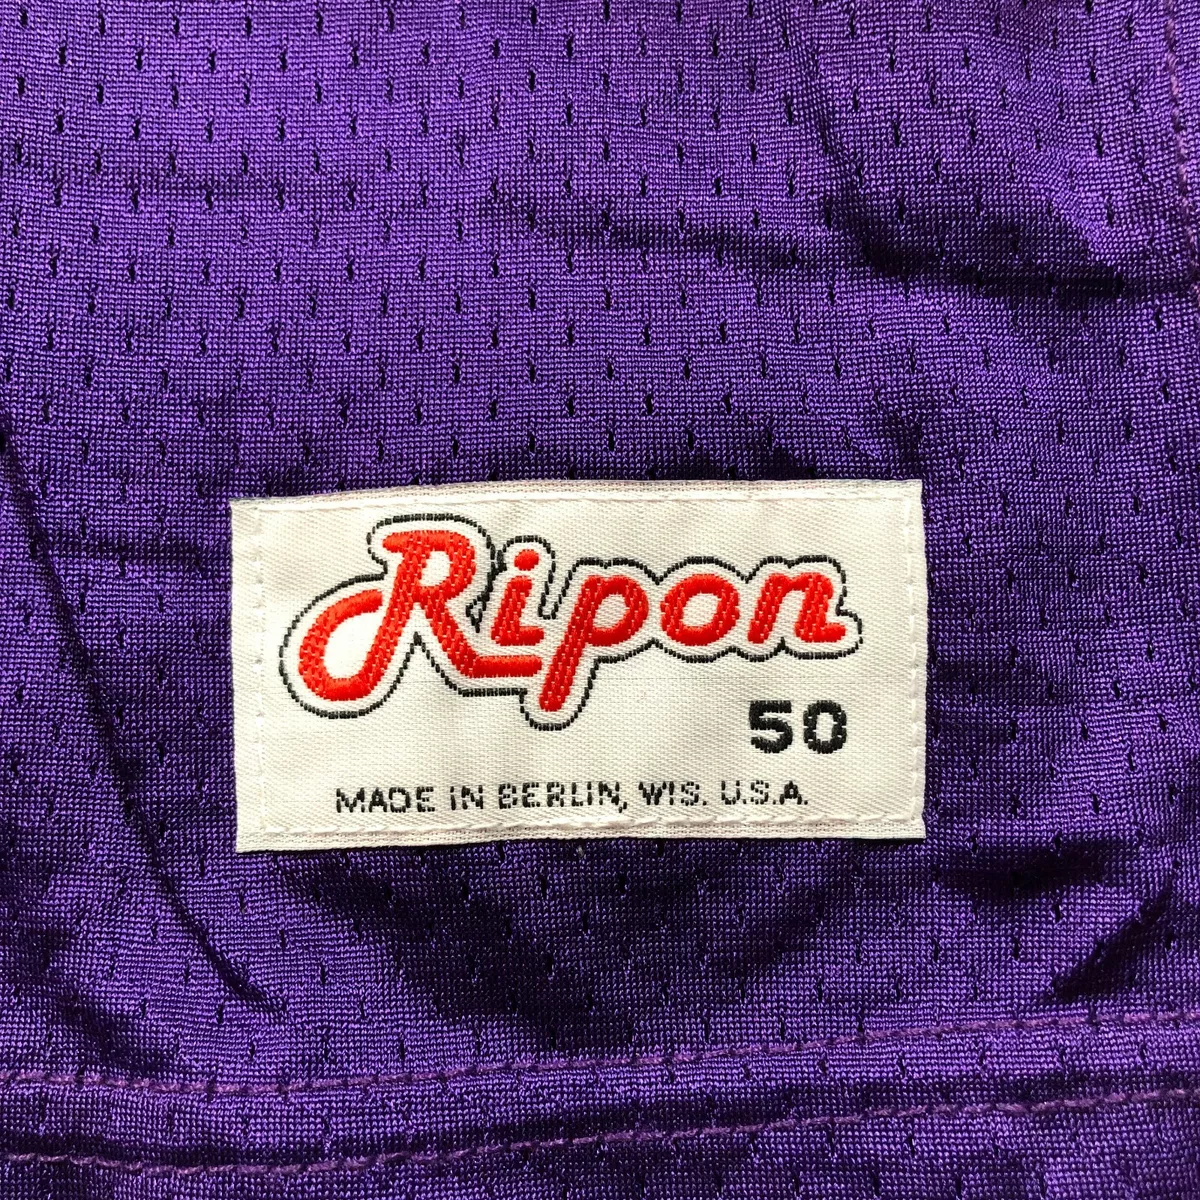 Ripon
50
MADE IN BERLIN, WIS. U.S.A.